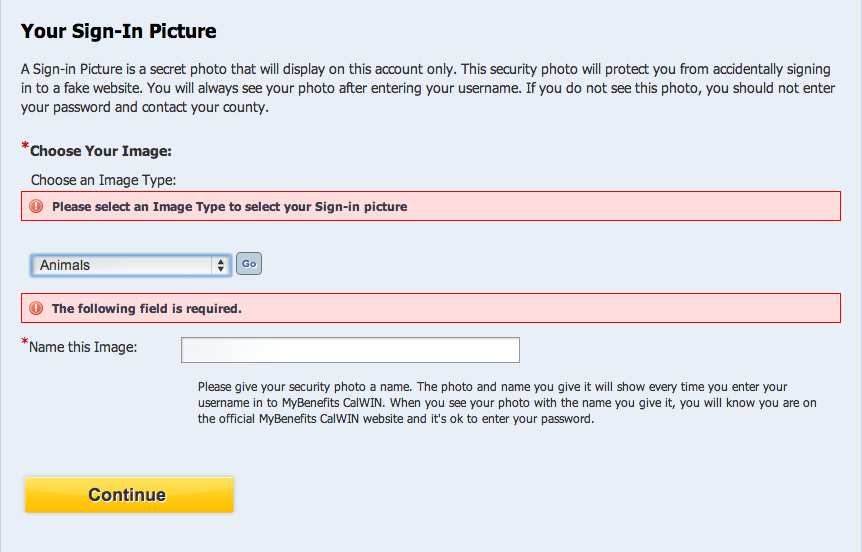 Your Sign-In Picture
A Sign-in Picture is a secret photo that will display on this account only. This security photo will protect you from accidentally signing
in to a fake website. You will always see your photo after entering your username. If you do not see this photo, you should not enter
your password and contact your county.
*Choose Your Image:
Choose an Image Type:
Please select an Image Type to select your Sign-in picture
Animals Go
The following field is required.
*Name this Image:
Please give your security photo a name. The photo and name you give it will show every time you enter your
username in to MyBenefits CalWIN. When you see your photo with the name you give it, you will know you are on
the official MyBenefits CalWIN website and it's ok to enter your password.
Continue